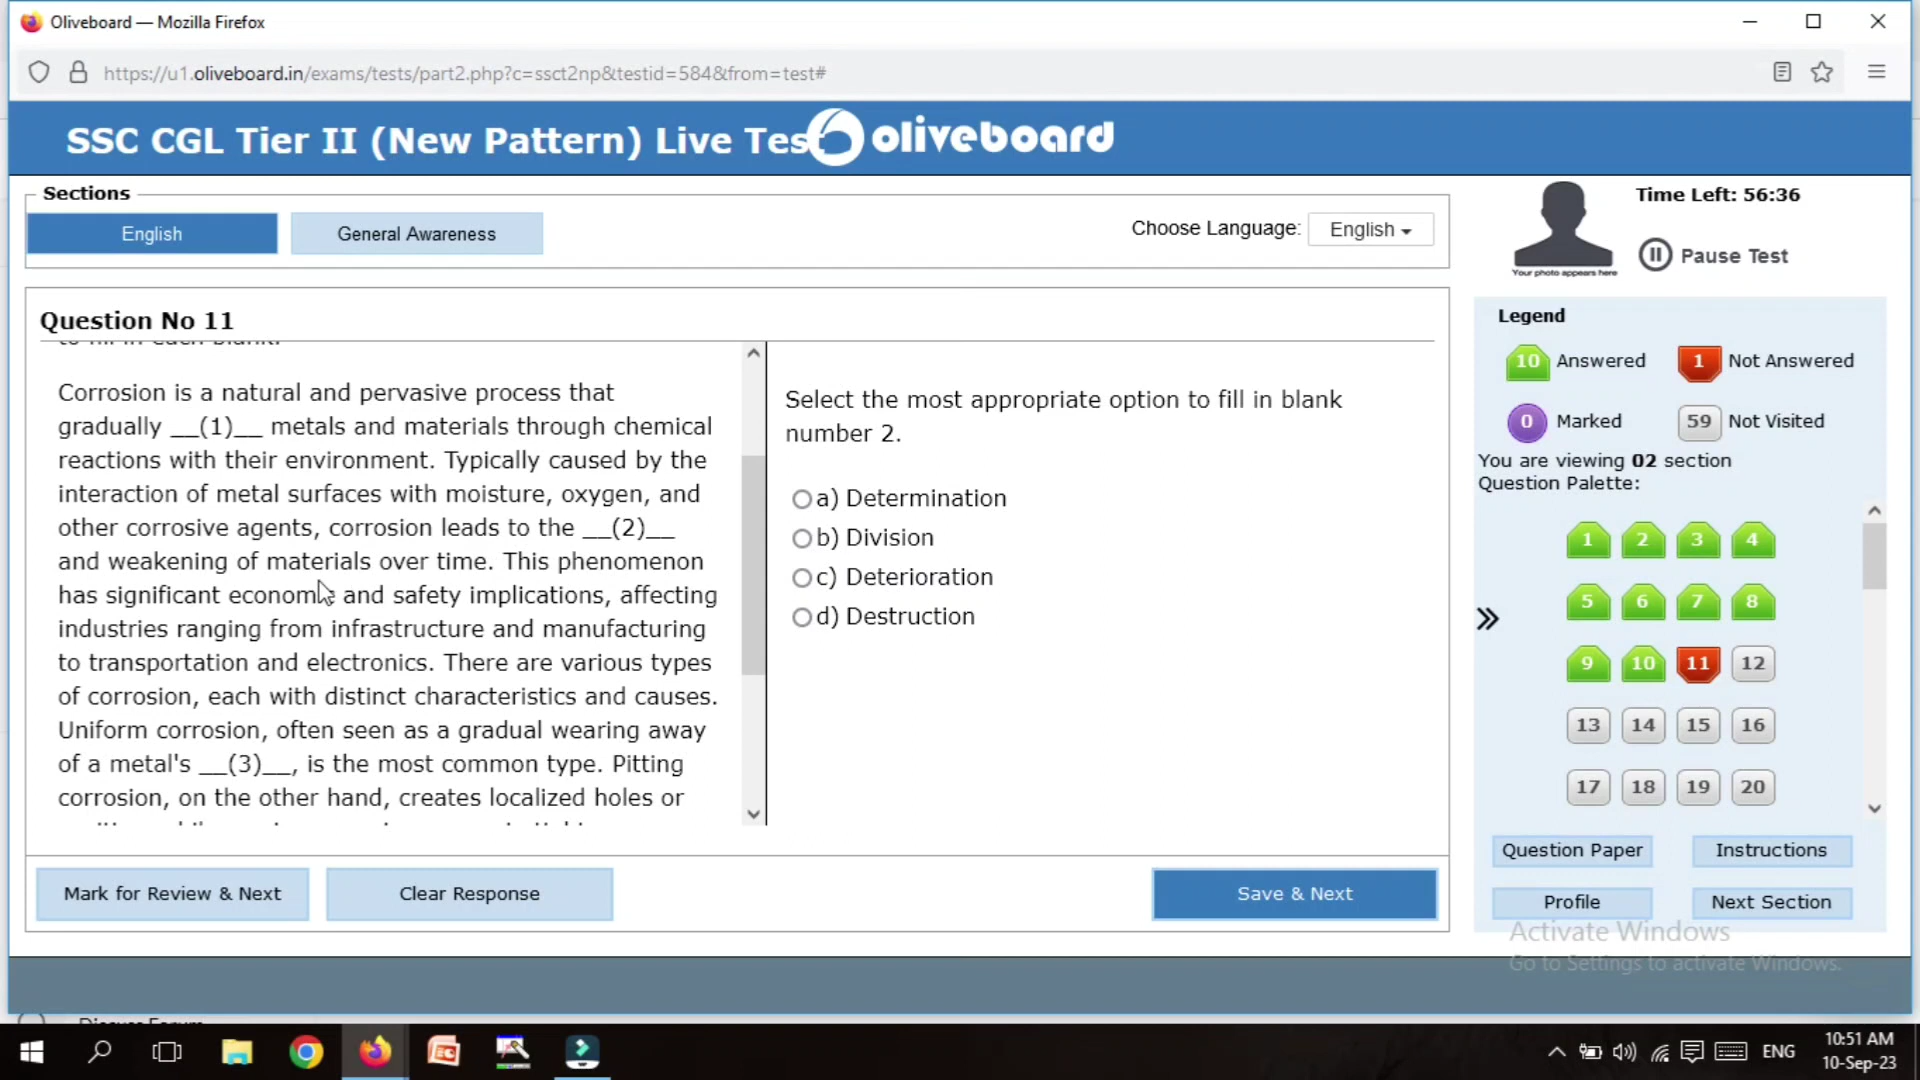 Oliveboard — Mozilla Firefox
https://u1.oliveboard.in/exams/tests/part2.php?c=ssct2np&testid=584&from=test#
SSC CGL Tier II (New Pattern) Live Tes
oliveboard
Sections
English
General Awareness
Choose Language:
English
Your photo appears here
Time Left: 56:36
Pause Test
Question No 11
to fill in each blank.
Corrosion is a natural and pervasive process that
gradually __(1)__ metals and materials through chemical
reactions with their environment. Typically caused by the
interaction of metal surfaces with moisture, oxygen, and
other corrosive agents, corrosion leads to the __(2)__
and weakening of materials over time. This phenomenon
has significant economic and safety implications, affecting
industries ranging from infrastructure and manufacturing
to transportation and electronics. There are various types
of corrosion, each with distinct characteristics and causes.
Uniform corrosion, often seen as a gradual wearing away
of a metal's __(3)__, is the most common type. Pitting
corrosion, on the other hand, creates localized holes or
Select the most appropriate option to fill in blank
number 2.
a) Determination
b) Division
c) Deterioration
d) Destruction
Mark for Review & Next
Clear Response
Save & Next
Legend
10 Answered
1 Not Answered
0 Marked
59 Not Visited
You are viewing 02 section
Question Palette:
1 2 3 4
5 6 7 8
9 10 11 12
13 14 15 16
17 18 19 20
Question Paper
Instructions
Profile
Next Section
Activate Windows
Go to Settings to activate Windows.
Discuss Forum
ENG
10:51 AM
10-Sep-23